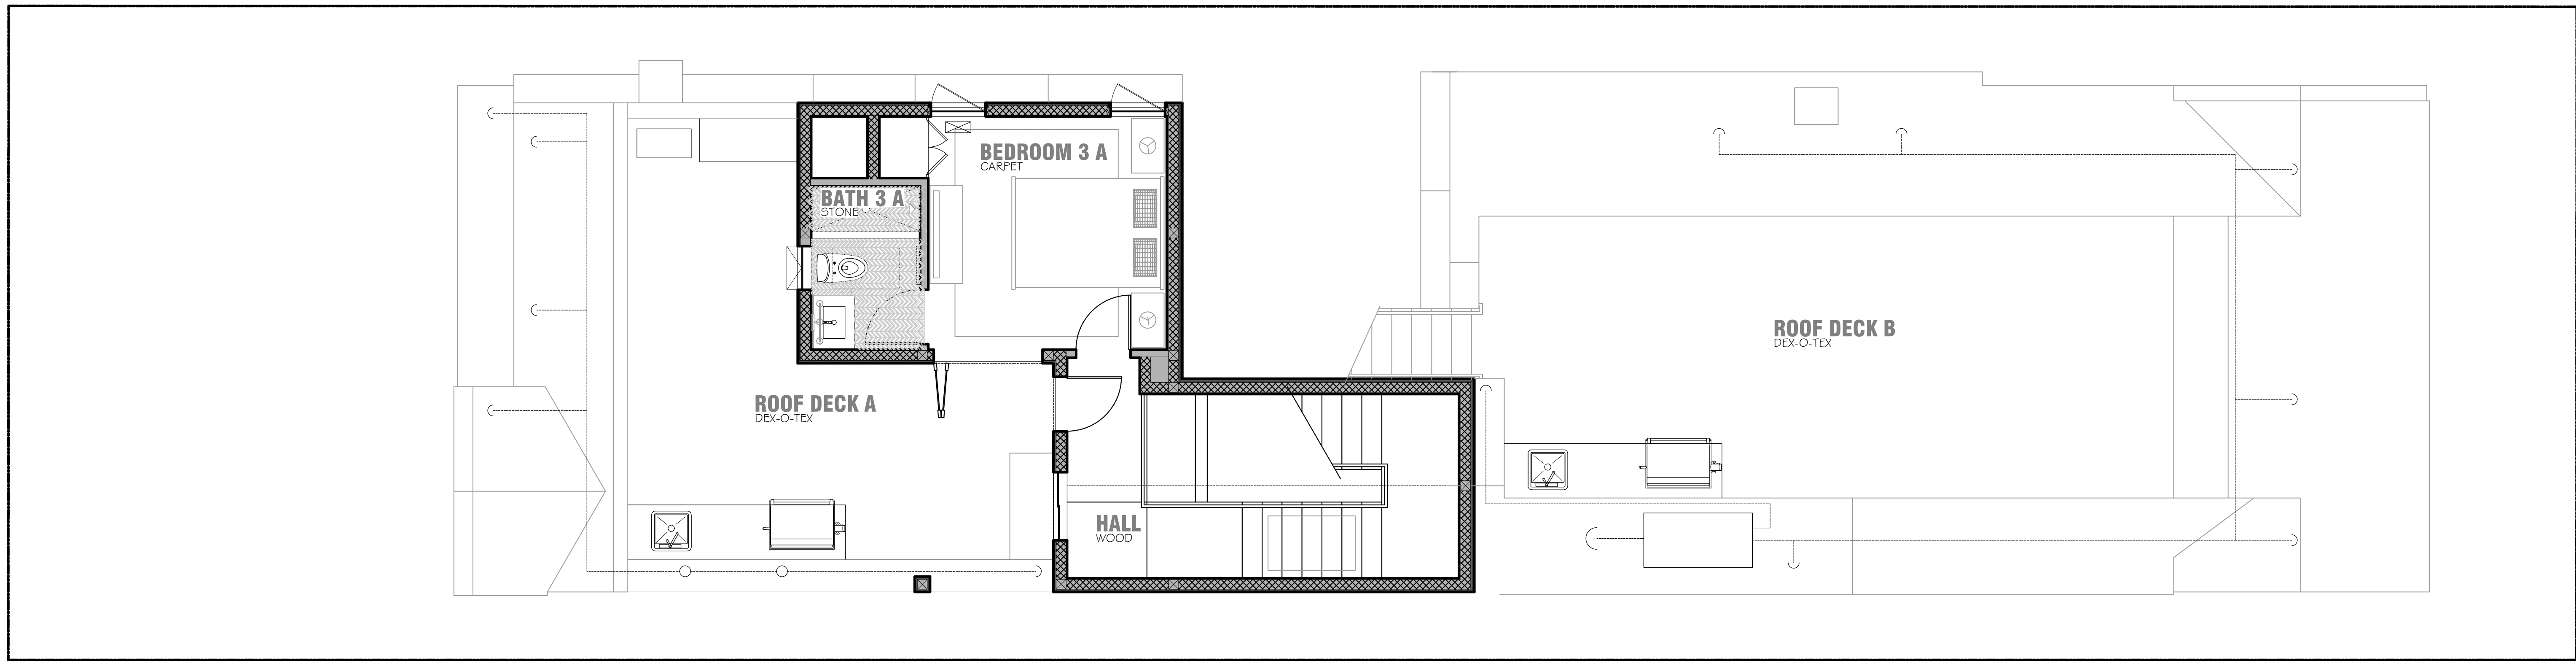 BEDROOM 3 A
CARPET
BATH 3 A
STONE
ROOF DECK A
DEX-O-TEX
HALL
WOOD
ROOF DECK B
DEX-O-TEX